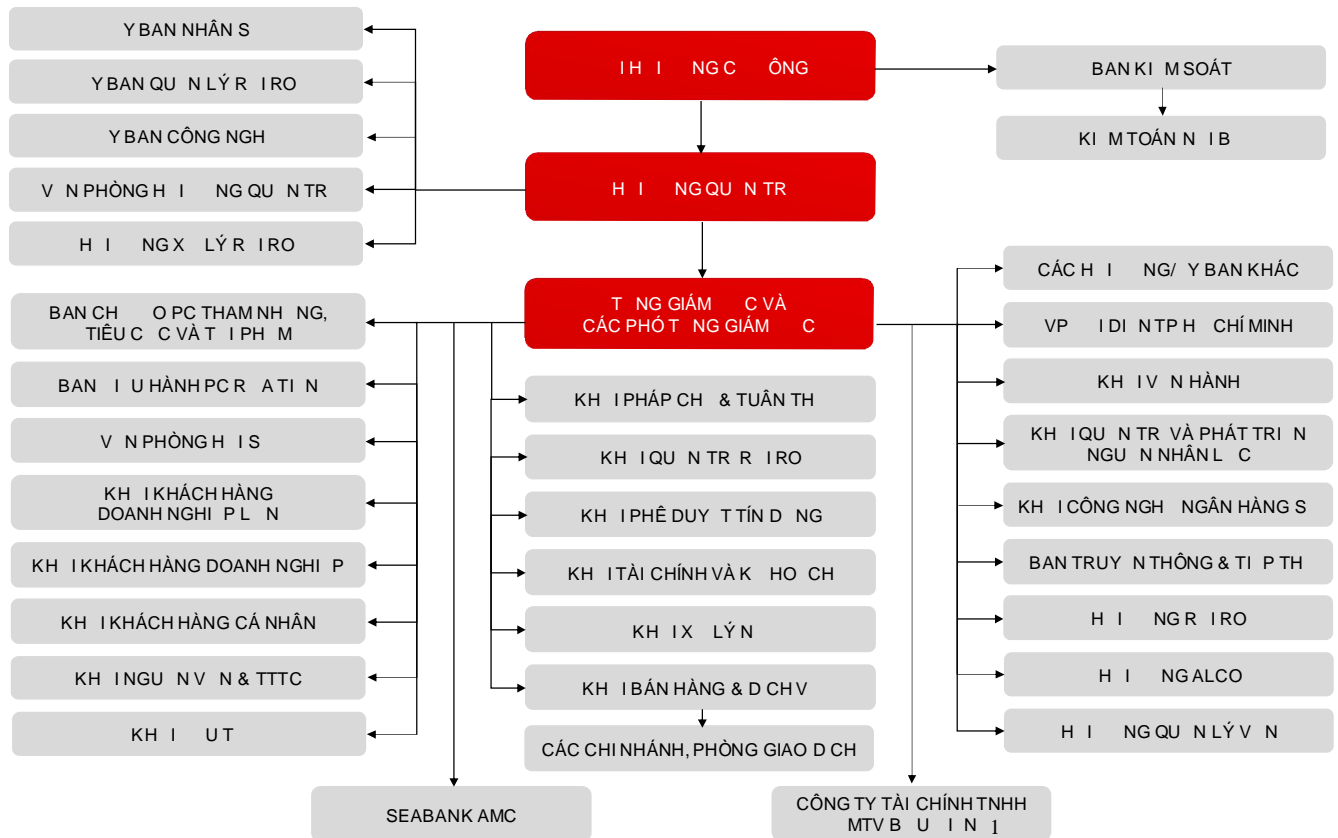 Y BAN NHÂN S
Y BAN QU N LÝ R I RO
Y BAN CÔNG NGH
V N PHÒNG H I NG QU N TR
H I NG X LÝ R I RO
I H I NG C ÔNG
H I NG QU N TR
T NG GIÁM C VÀ
CÁC PHÓ T NG GIÁM C
BAN KI M SOÁT
KI M TOÁN N I B
BAN CH O PC THAM NH NG,
TIÊU C C VÀ T I PH M
BAN I U HÀNH PC R A TI N
V N PHÒNG H I S
KH I KHÁCH HÀNG
DOANH NGHI P L N
KH I KHÁCH HÀNG DOANH NGHI P
KH I KHÁCH HÀNG CÁ NHÂN
KH I NGU N V N & TTTC
KH I U T
KH I PHÁP CH & TUÂN TH
KH I QU N TR R I RO
KH I PHÊ DUY T TÍN D NG
KH I TÀI CHÍNH VÀ K HO CH
KH I X LÝ N
KH I BÁN HÀNG & D CH V
CÁC CHI NHÁNH, PHÒNG GIAO D CH
CÁC H I NG/ Y BAN KHÁC
VP I DI N TP H CHÍ MINH
KH I V N HÀNH
KH I QU N TR VÀ PHÁT TRI N
NGU N NHÂN L C
KH I CÔNG NGH NGÂN HÀNG S
BAN TRUY N THÔNG & TI P TH
H I NG R I RO
H I NG ALCO
H I NG QU N LÝ V N
SEABANK AMC
CÔNG TY TÀI CHÍNH TNHH
MTV B U I N 1